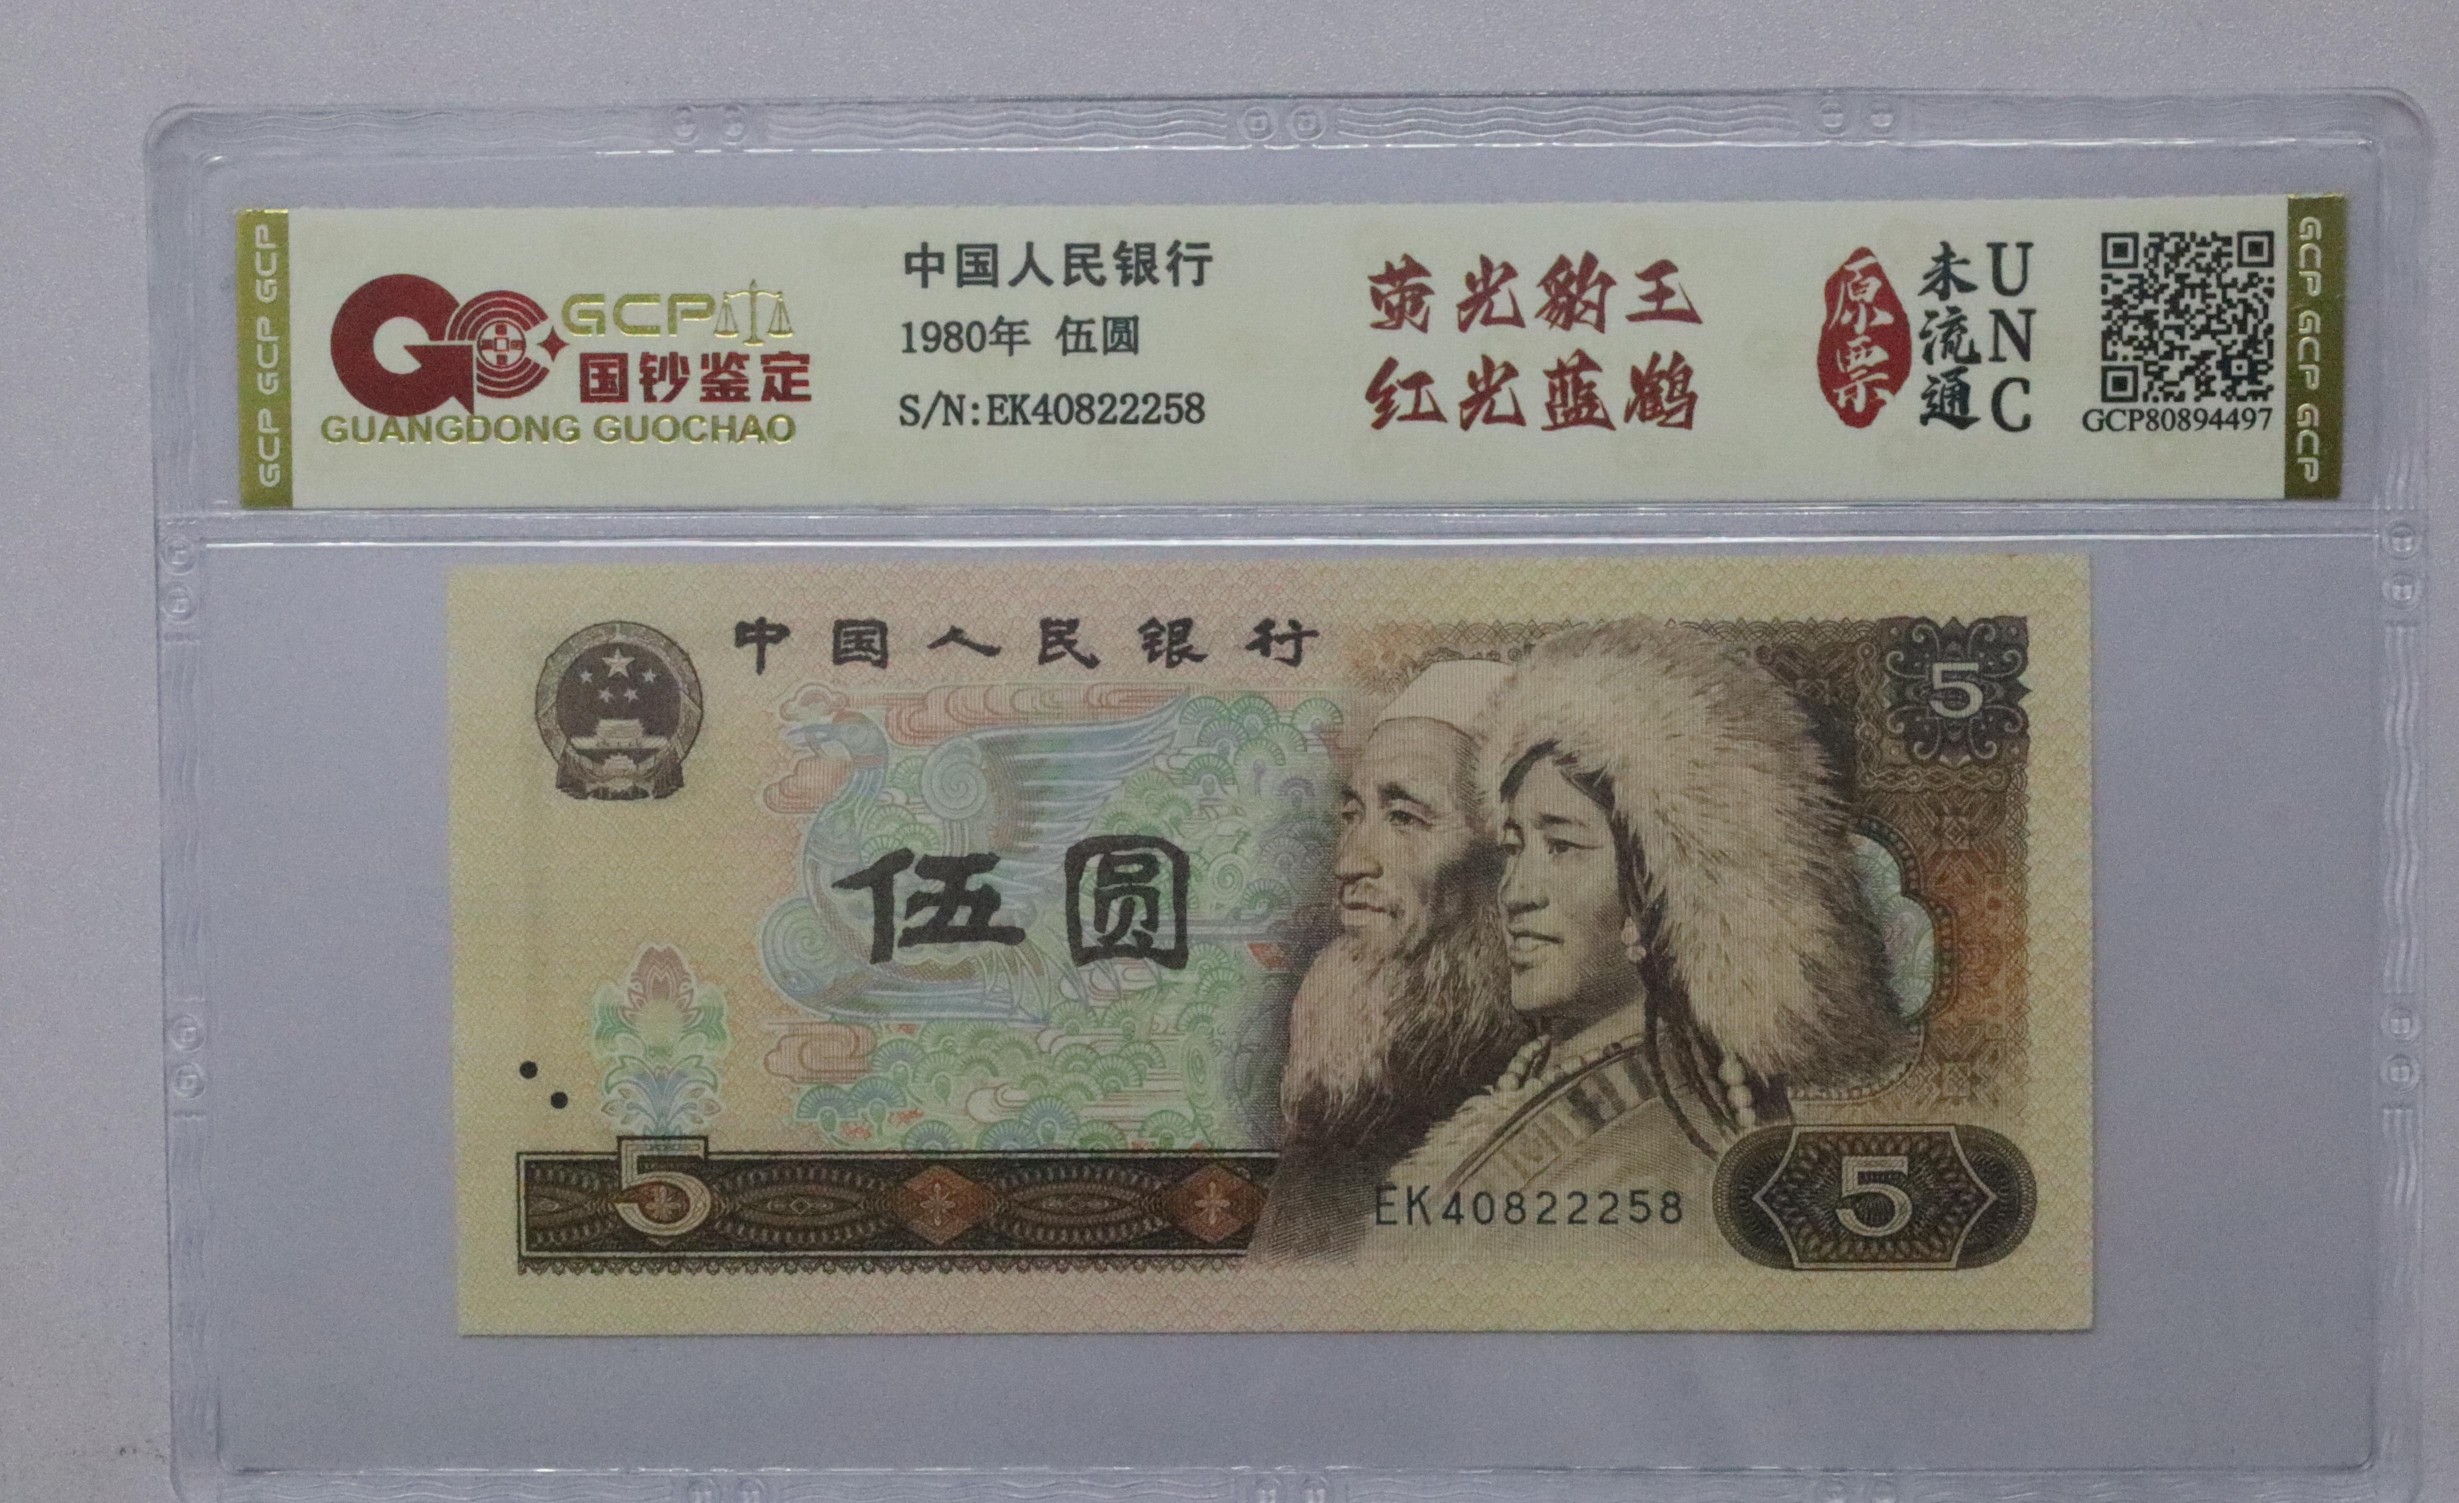 GCP GCP GCP
GCP
国钞鉴定
GUANGDONG GUOCHAO
中国人民银行
1980年 伍圆
S/N:EK40822258
荧光豹王
红光蓝鹤
原票
未流通
UNC
GCP80894497
GCP GCP GCP
中国人民银行
5
伍圆
5
EK40822258
5